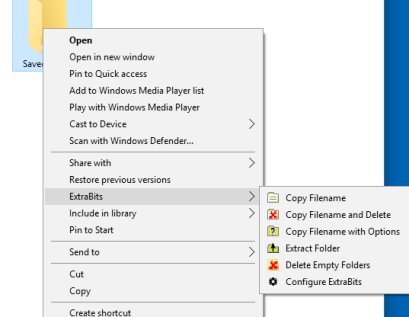 Open
Open in new window
Pin to Quick access
Add to Windows Media Player list
Play with Windows Media Player
Cast to Device
Scan with Windows Defender...
Share with
Restore previous versions
ExtraBits
Include in library
Pin to Start
Send to
Cut
Copy
Create shortcut
Copy Filename
Copy Filename and Delete
Copy Filename with Options
Extract Folder
Delete Empty Folders
Configure ExtraBits